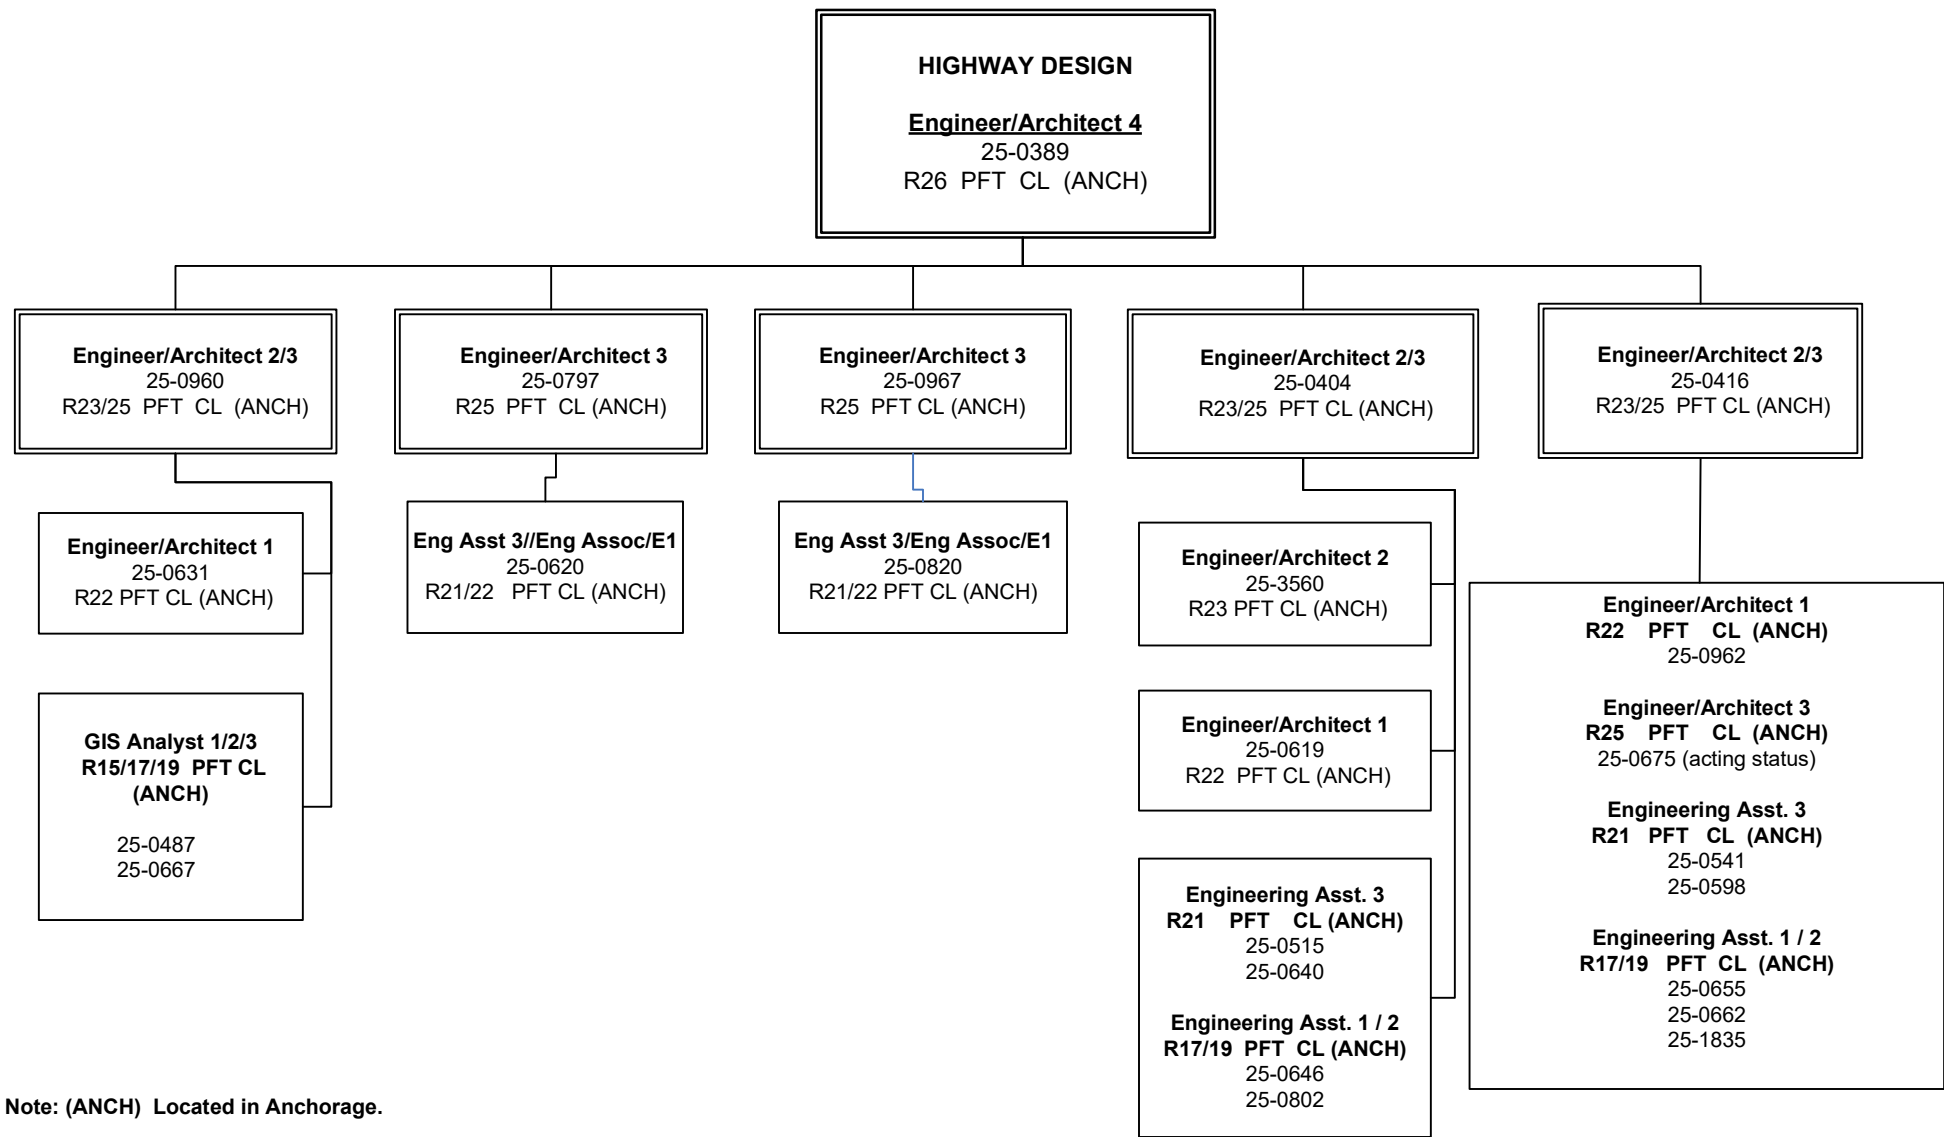 HIGHWAY DESIGN
Engineer/Architect 4
25-0389
R26 PFT CL (ANCH)
Engineer/Architect 2/3
25-0960
R23/25 PFT CL (ANCH)
Engineer/Architect 3
25-0797
R25 PFT CL (ANCH)
Engineer/Architect 3
25-0967
R25 PFT CL (ANCH)
Engineer/Architect 2/3
25-0404
R23/25 PFT CL (ANCH)
Engineer/Architect 2/3
25-0416
R23/25 PFT CL (ANCH)
Engineer/Architect 1
25-0631
R22 PFT CL (ANCH)
GIS Analyst 1/2/3
R15/17/19 PFT CL
(ANCH)
25-0487
25-0667
Eng Asst 3//Eng Assoc/E1
25-0620
R21/22 PFT CL (ANCH)
Eng Asst 3/Eng Assoc/E1
25-0820
R21/22 PFT CL (ANCH)
Engineer/Architect 2
25-3560
R23 PFT CL (ANCH)
Engineer/Architect 1
25-0619
R22 PFT CL (ANCH)
Engineering Asst. 3
R21 PFT CL (ANCH)
25-0515
25-0640
Engineering Asst. 1 / 2
R17/19 PFT CL (ANCH)
25-0646
25-0802
Engineer/Architect 1
R22 PFT CL (ANCH)
25-0962
Engineer/Architect 3
R25 PFT CL (ANCH)
25-0675 (acting status)
Engineering Asst. 3
R21 PFT CL (ANCH)
25-0541
25-0598
Engineering Asst. 1 / 2
R17/19 PFT CL (ANCH)
25-0655
25-0662
25-1835
Note: (ANCH) Located in Anchorage.